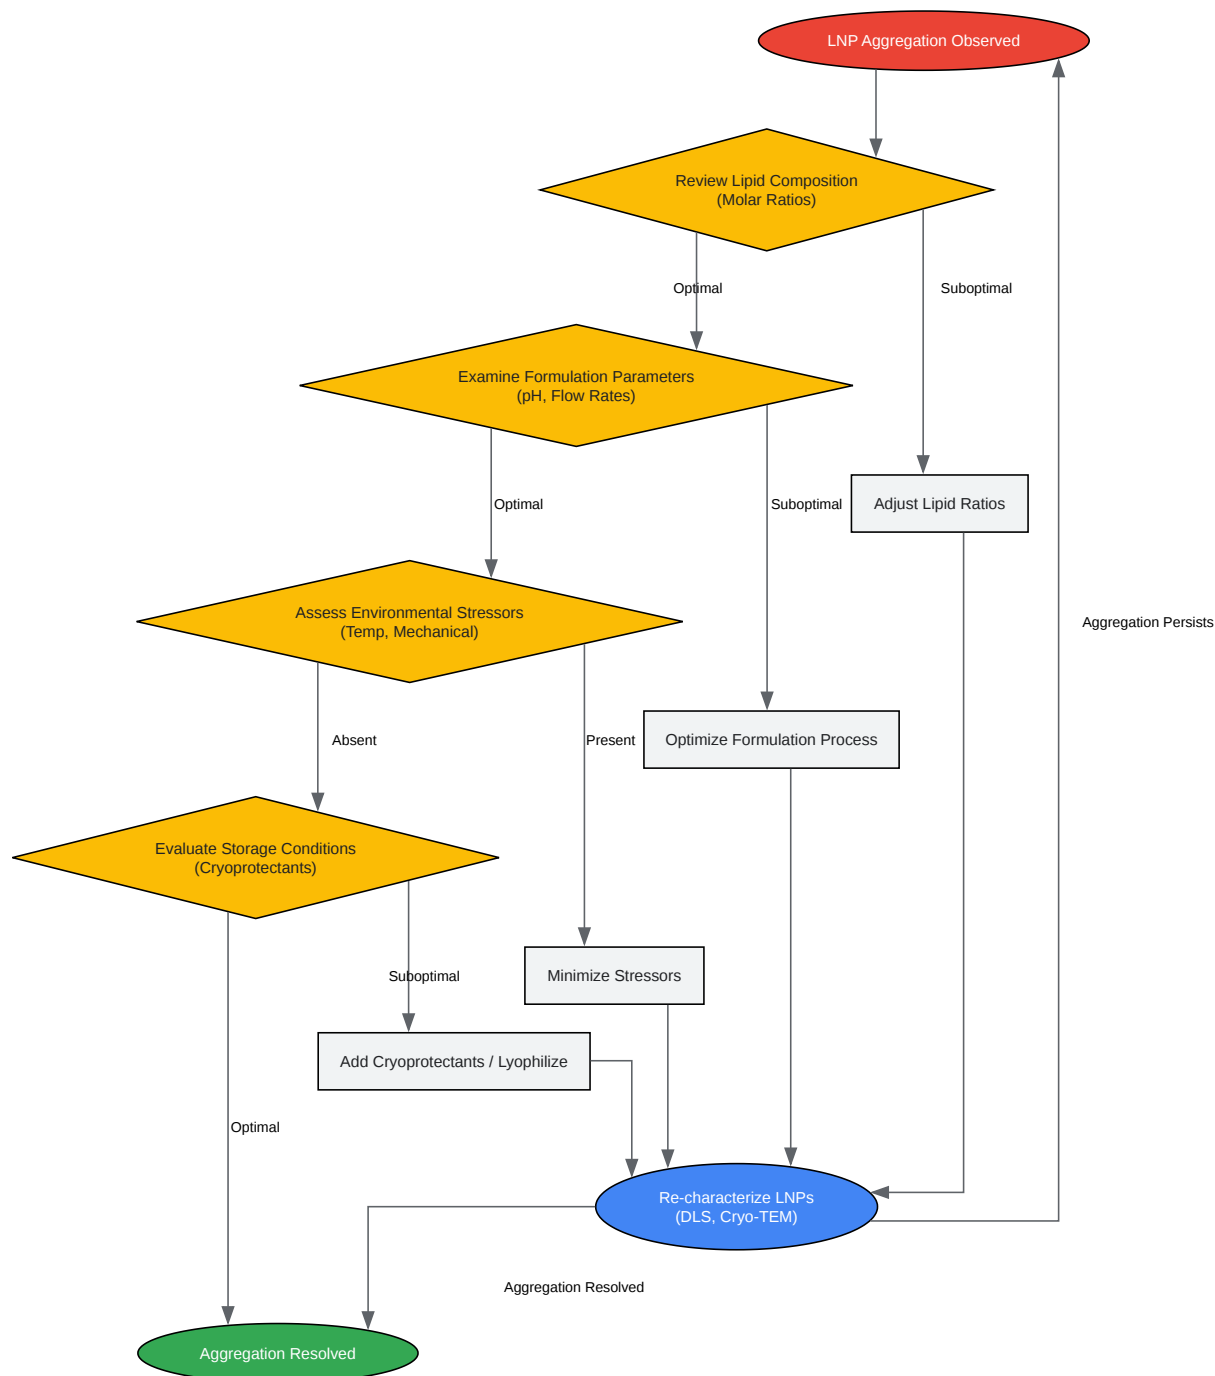 LNP Aggregation Observed
Review Lipid Composition
(Molar Ratios)
Optimal
Suboptimal
Examine Formulation Parameters
(pH, Flow Rates)
Optimal
Suboptimal
Adjust Lipid Ratios
Assess Environmental Stressors
(Temp, Mechanical)
Aggregation Persists
Absent
Present
Optimize Formulation Process
Evaluate Storage Conditions
(Cryoprotectants)
Suboptimal
Minimize Stressors
Add Cryoprotectants / Lyophilize
Optimal
Re-characterize LNPs
(DLS, Cryo-TEM)
Aggregation Resolved
Aggregation Resolved